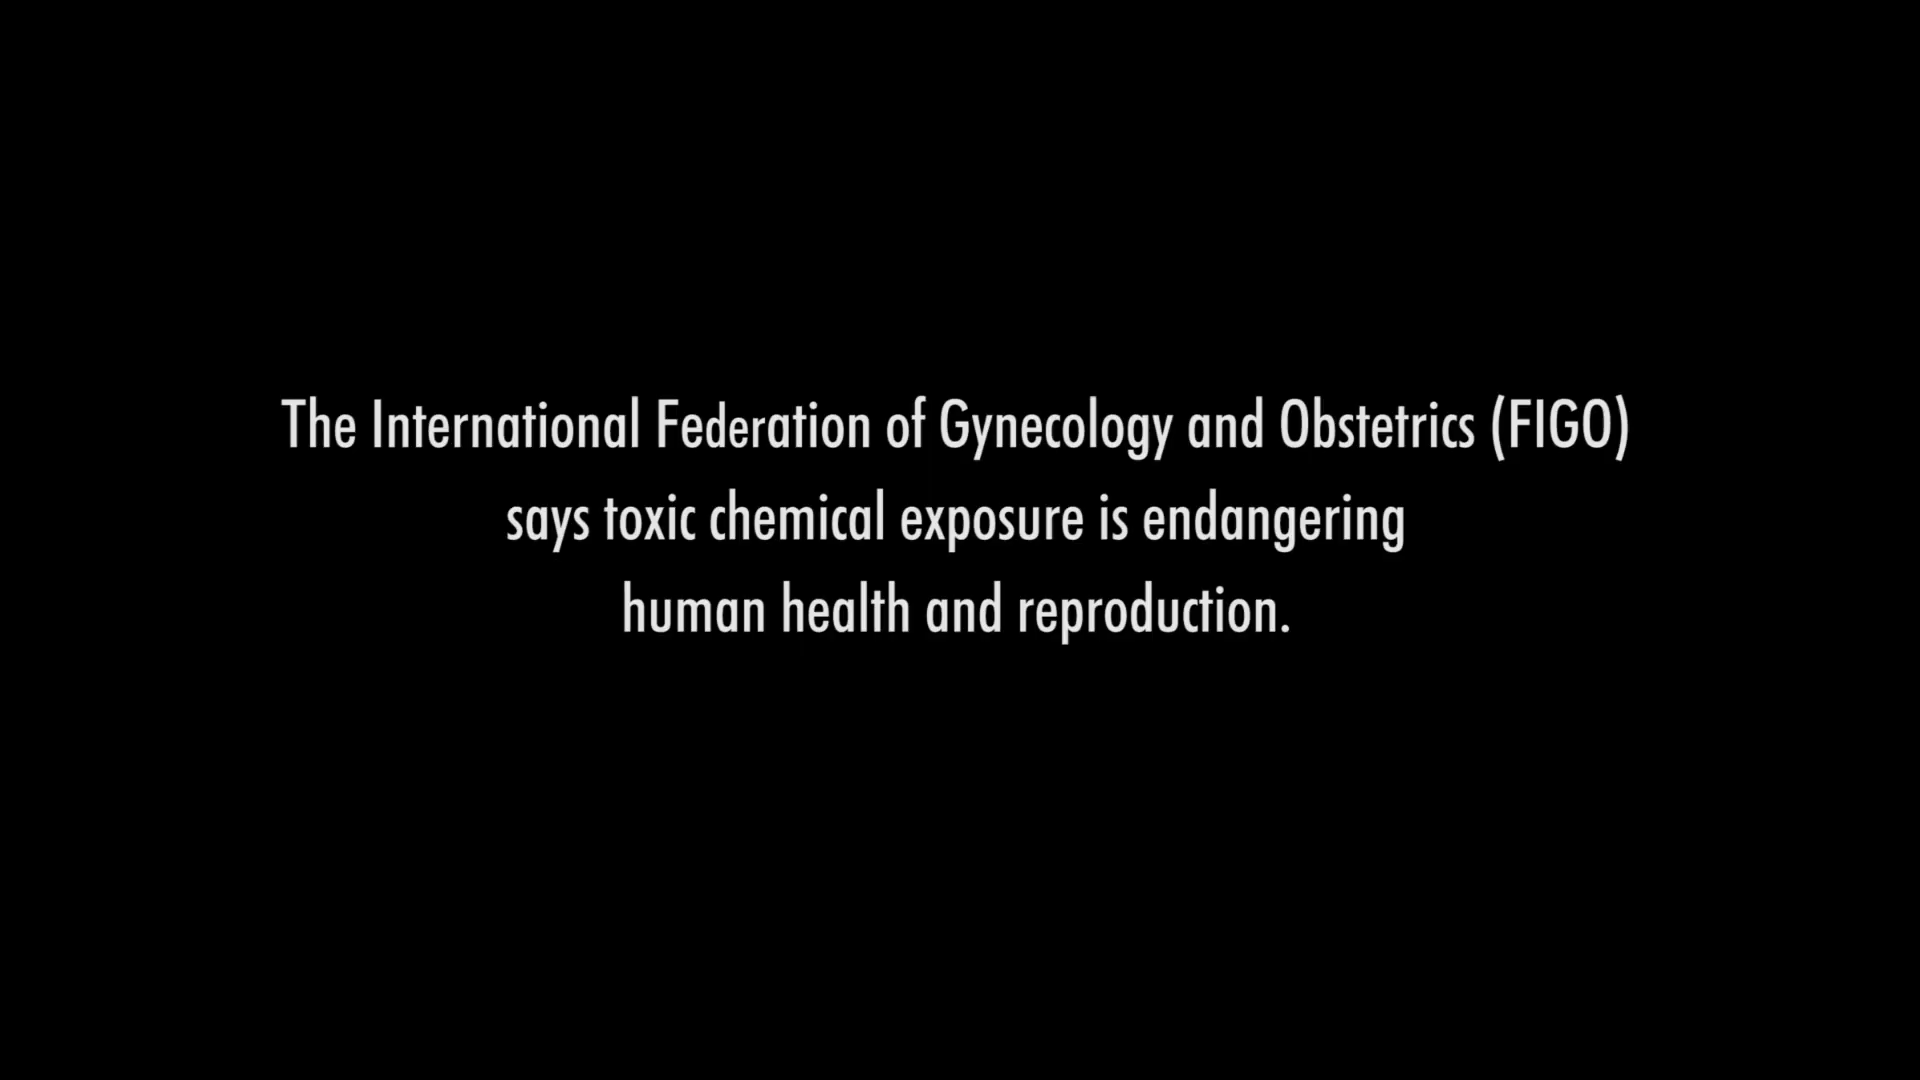 The International Federation of Gynecology and Obstetrics (FIGO)
says toxic chemical exposure is endangering
human health and reproduction.